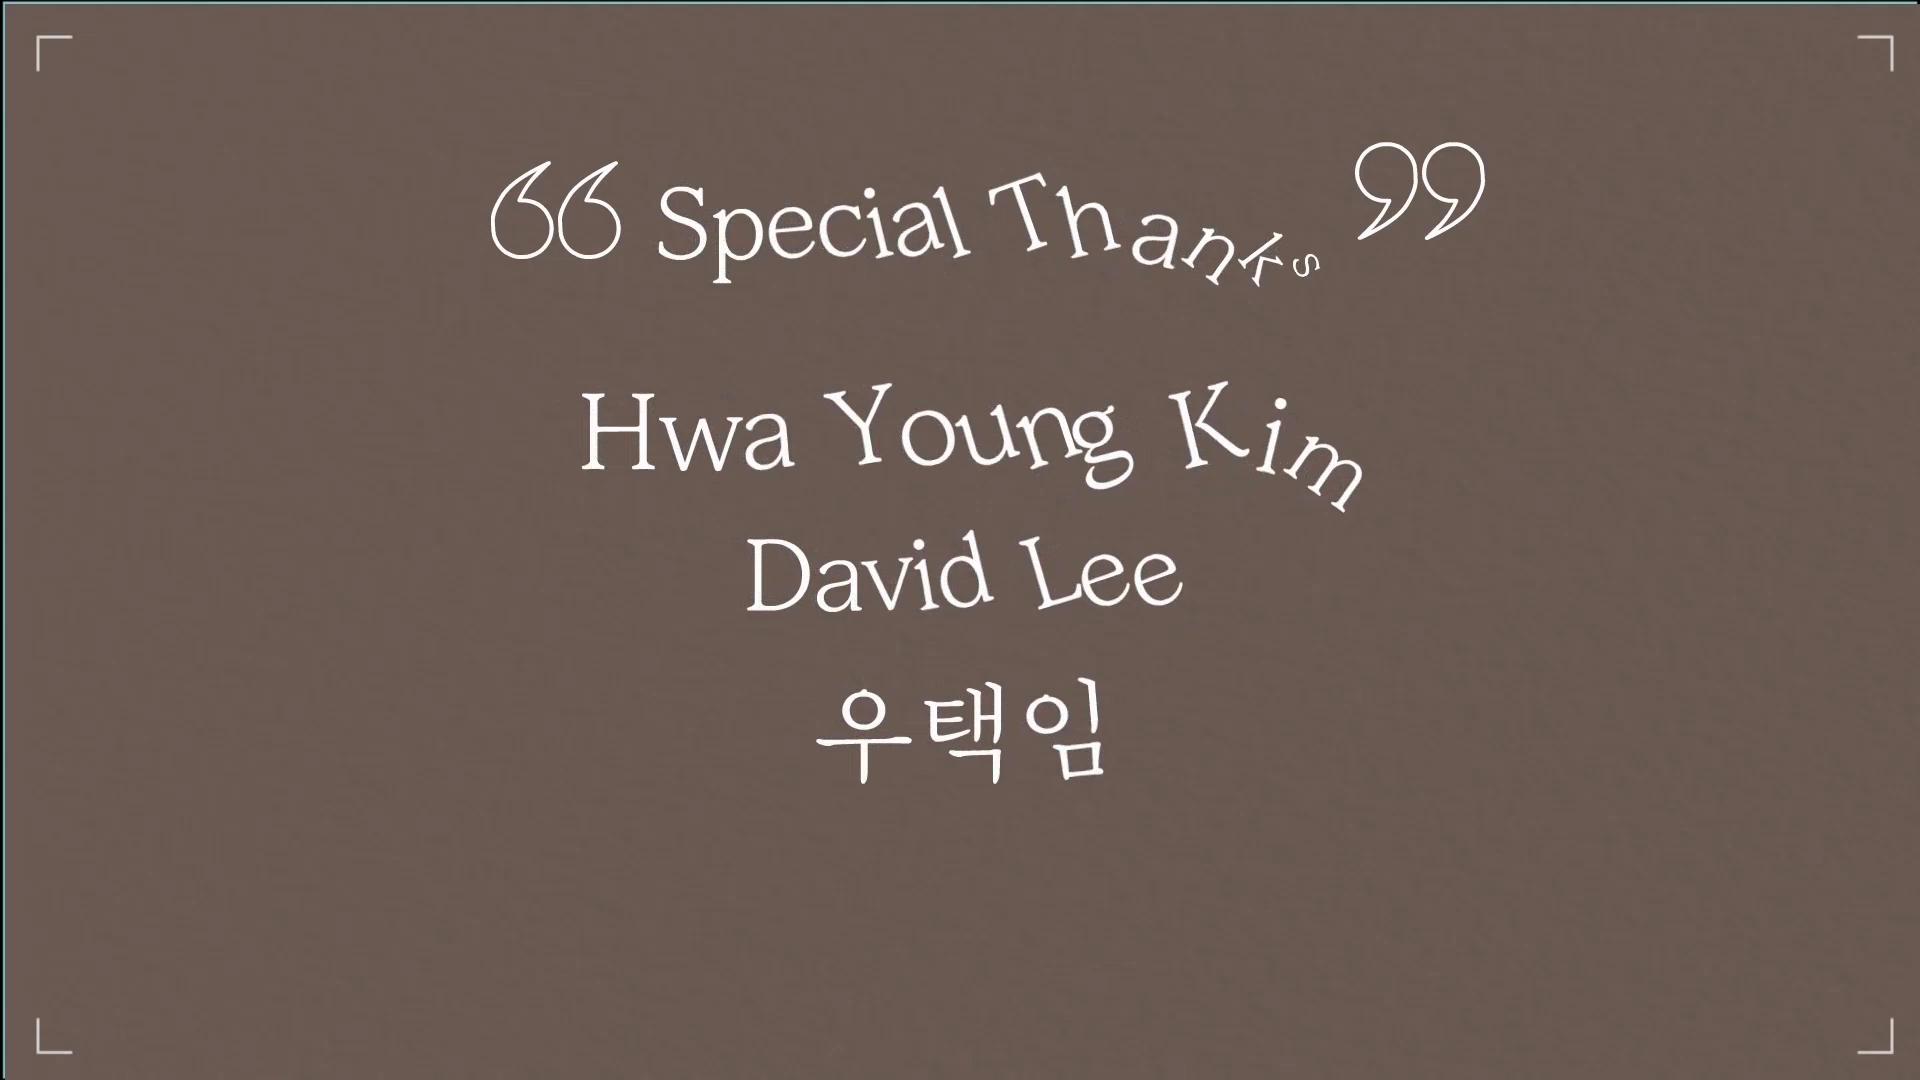 “ Special Thanks ”
Hwa Young Kim
David Lee
우택임